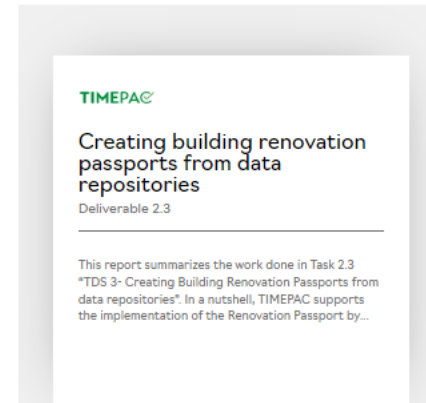 TIMEPAC
Creating building renovation
passports from data
repositories
Deliverable 2.3
This report summarizes the work done in Task 2.3
"TDS 3- Creating Building Renovation Passports from
data repositories". In a nutshell, TIMEPAC supports
the implementation of the Renovation Passport by...